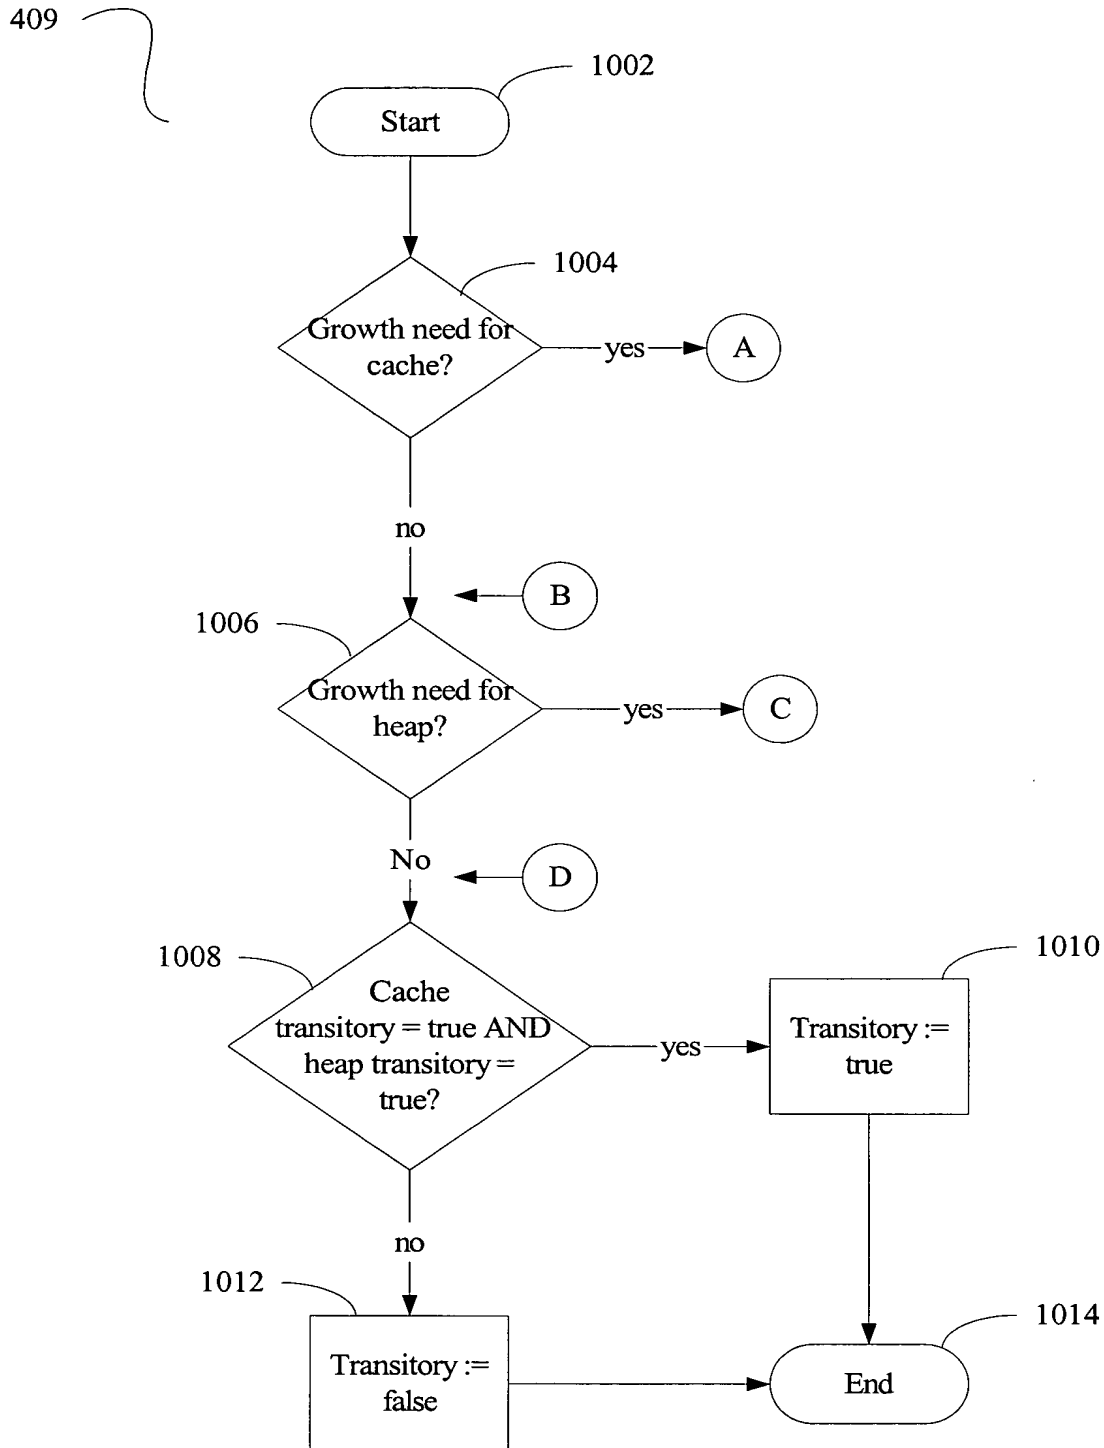 409
1002
Start
1004
Growth need for
cache?
yes
A
no
B
1006
Growth need for
heap?
yes
C
No
D
1008
Cache
transitory = true AND
heap transitory =
true?
yes
1010
Transitory :=
true
no
1012
Transitory :=
false
1014
End